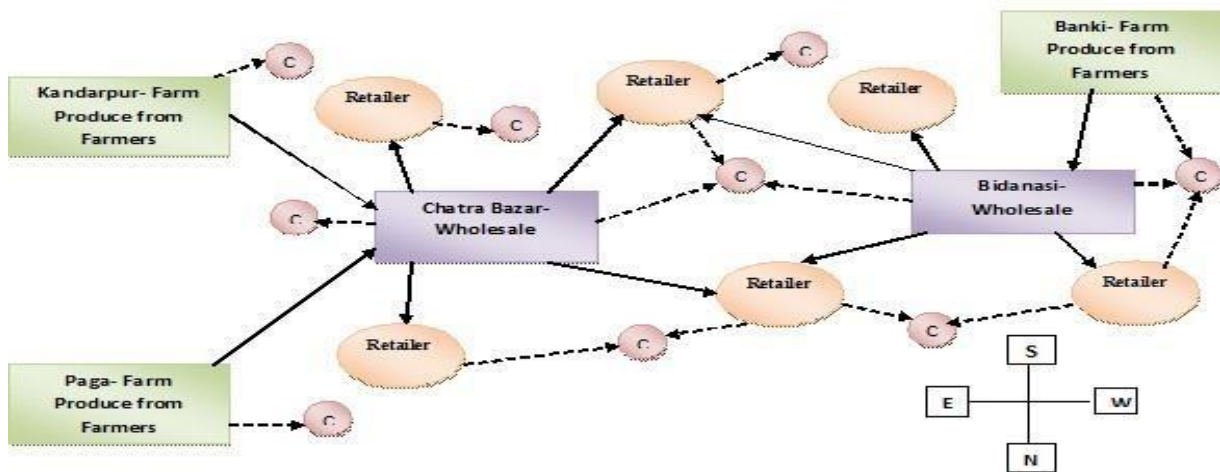 Kandarpur- Farm
Produce from
Farmers
C
Retailer
C
Retailer
C
Retailer
Banki- Farm
Produce from
Farmers
C
Chatra Bazar-
Wholesale
C
Bidanasi-
Wholesale
C
Retailer
C
Retailer
C
Retailer
Paga- Farm
Produce from
Farmers
C
S
E
W
N